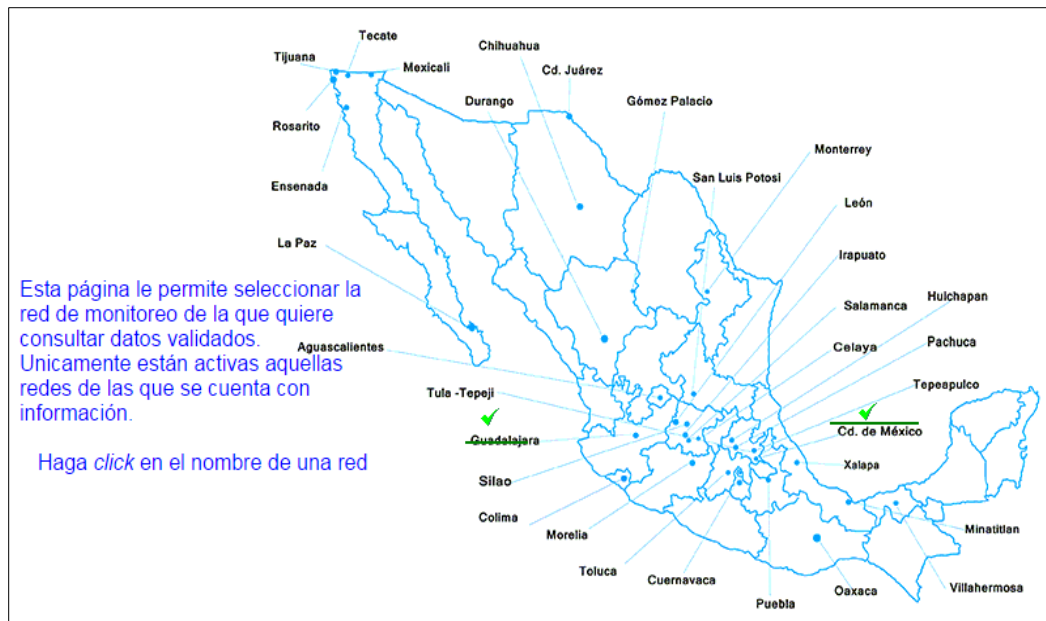 Tecate
Tijuana
Mexicali
Chihuahua
Cd. Juárez
Durango
Gómez Palacio
Rosarito
Monterrey
San Luis Potosi
Ensenada
León
La Paz
Irapuato
Esta página le permite seleccionar la
red de monitoreo de la que quiere
consultar datos validados.
Unicamente están activas aquellas
redes de las que se cuenta con
información.
Haga click en el nombre de una red
Hulchapan
Salamanca
Aguascalientes
Celaya
Pachuca
Tula -Tepeji
Tepeapulco
Guadalajara
Cd. de México
Silao
Xalapa
Colima
Morelia
Minatitlan
Toluca
Cuernavaca
Puebla
Oaxaca
Villahermosa